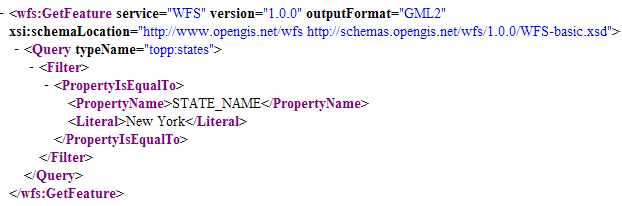 - <wfs:GetFeature service="WFS" version="1.0.0" outputFormat="GML2"
xsi:schemaLocation="http://www.opengis.net/wfs http://schemas.opengis.net/wfs/1.0.0/WFS-basic.xsd">
- <Query typeName="topp:states">
- <Filter>
- <PropertyIsEqualTo>
<PropertyName>STATE_NAME</PropertyName>
<Literal>New York</Literal>
</PropertyIsEqualTo>
</Filter>
</Query>
</wfs:GetFeature>